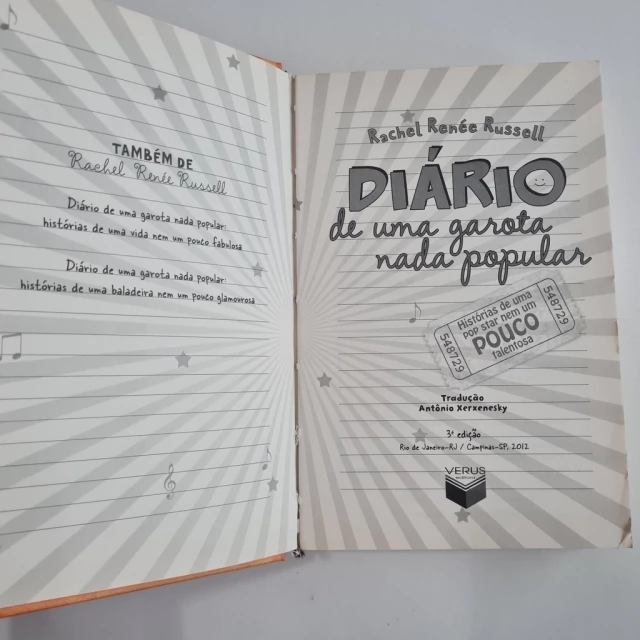 TAMBÉM DE
Rachel Renée Russell
Diário de uma garota nada popular:
histórias de uma vida nem um pouco fabulosa
Diário de uma garota nada popular:
histórias de uma baladeira nem um pouco glamourosa
Rachel Renée Russell
DIÁRIO
de uma garota
nada popular
548729
Histórias de uma
pop star nem um
POUCO
talentosa
548729
Tradução
Antônio Xerxenesky
3ª edição
Rio de Janeiro-RJ / Campinas-SP, 2012
VERUS